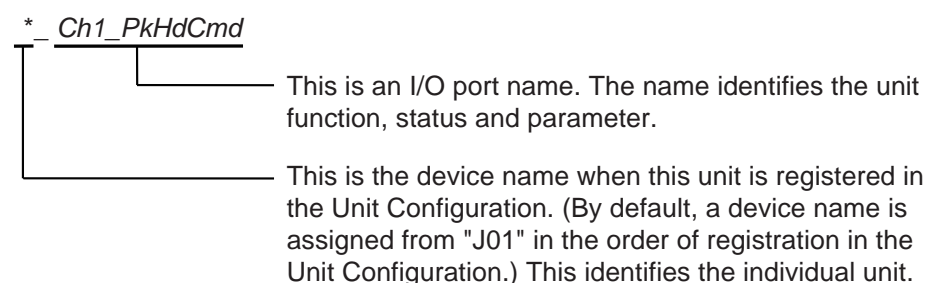 *_ Ch1_PkHdCmd
This is an I/O port name. The name identifies the unit
function, status and parameter.
This is the device name when this unit is registered in
the Unit Configuration. (By default, a device name is
assigned from "J01" in the order of registration in the
Unit Configuration.) This identifies the individual unit.